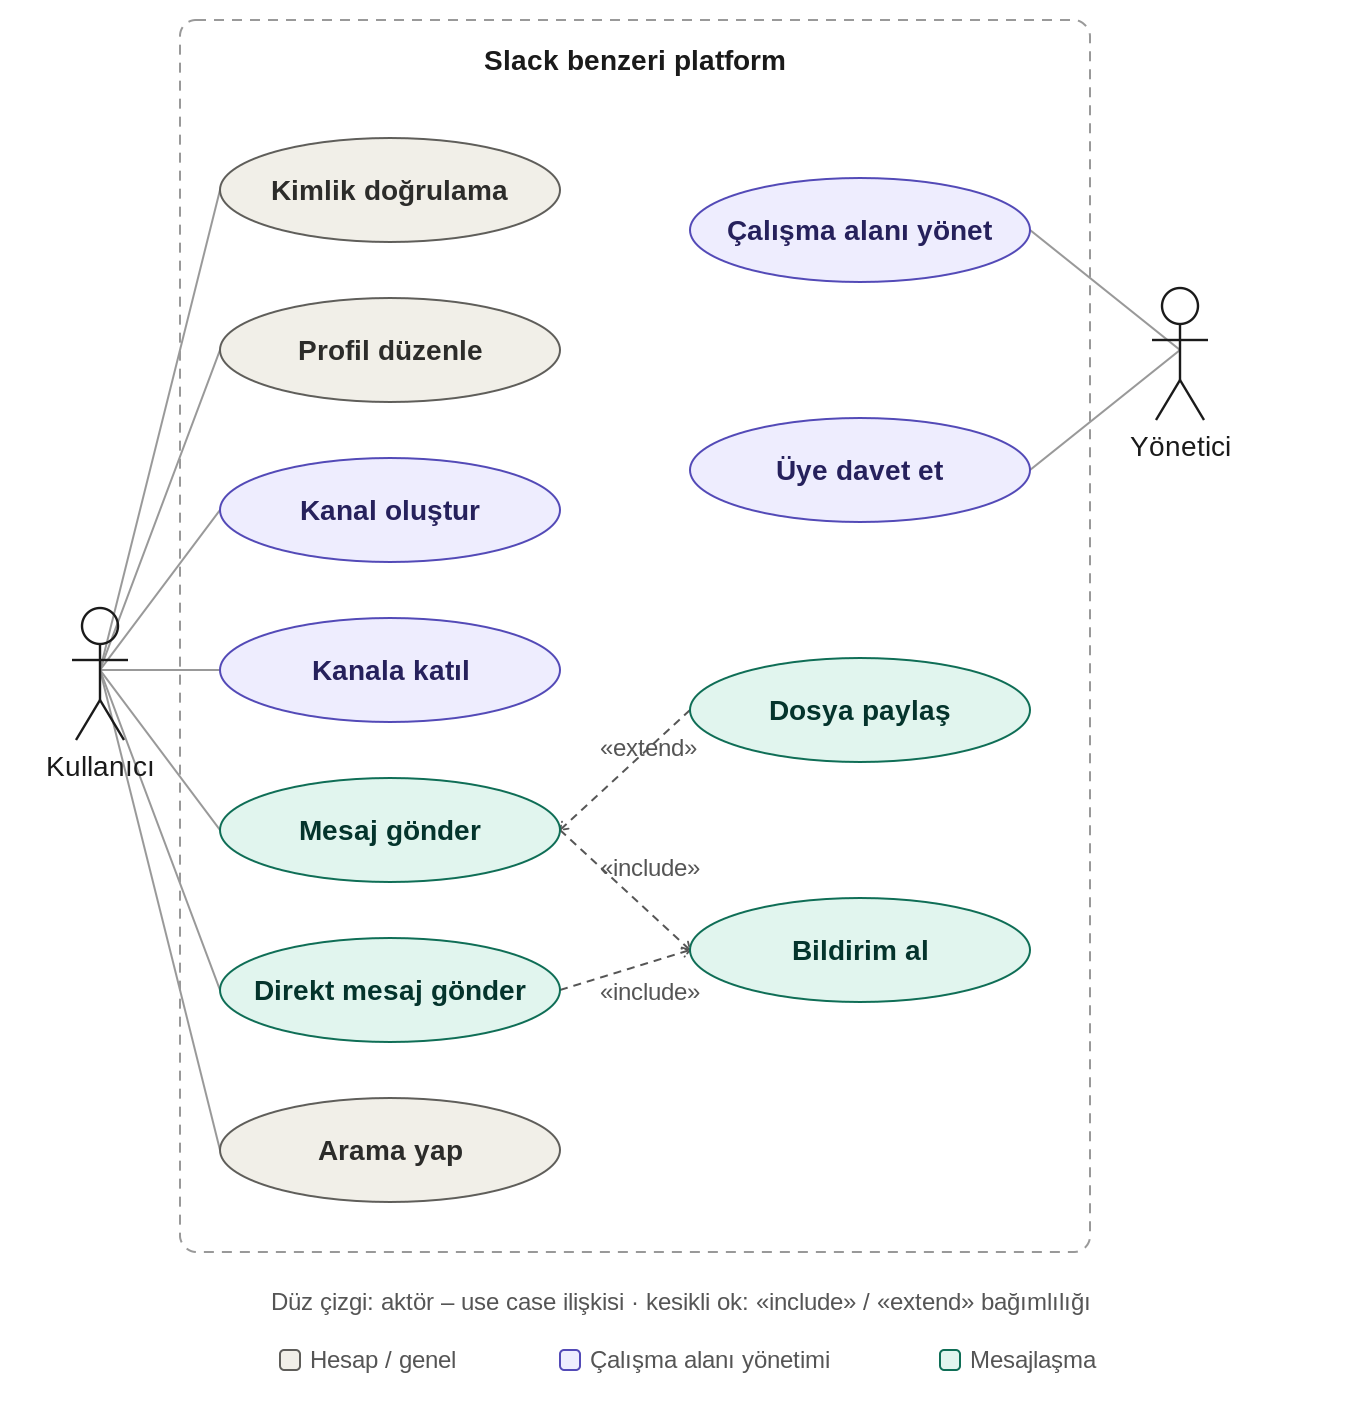 Slack benzeri platform
Kimlik doğrulama
Çalışma alanı yönet
Profil düzenle
Yönetici
Üye davet et
Kanal oluştur
Kanala katıl
Dosya paylaş
«extend»
Kullanıcı
Mesaj gönder
«include»
Bildirim al
Direkt mesaj gönder
«include»
Arama yap
Düz çizgi: aktör – use case ilişkisi · kesikli ok: «include» / «extend» bağımlılığı
Hesap / genel
Çalışma alanı yönetimi
Mesajlaşma